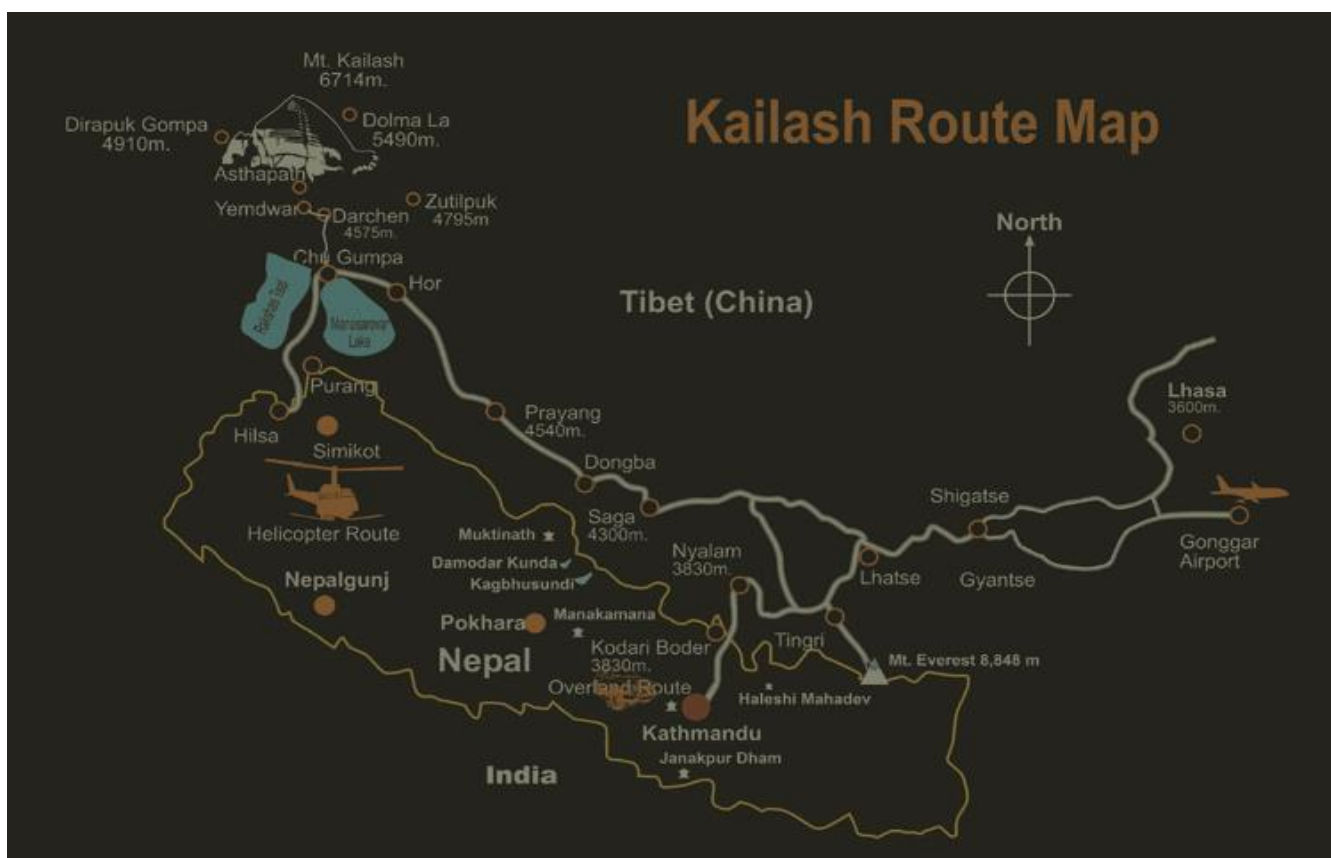 Kailash Route Map
Mt. Kailash
6714m.
Dirapuk Gompa
4910m.
Dolma La
5490m.
Asthapath
Yemdwar
Darchen
4575m.
Zutilpuk
4795m
Chu Gumpa
Hor
Rakshas Taal
Manasarovar
Lake
North
Tibet (China)
Purang
Hilsa
Simikot
Helicopter Route
Prayang
4540m.
Dongba
Saga
4300m.
Lhasa
3600m.
Shigatse
Gyantse
Lhatse
Gonggar
Airport
Nyalam
3830m.
Muktinath
Damodar Kunda
Kagbhusundi
Nepalgunj
Pokhara
Manakamana
Nepal
Kodari Boder
3830m.
Tingri
Mt. Everest 8,848 m
Overland Route
Haleshi Mahadev
Kathmandu
Janakpur Dham
India